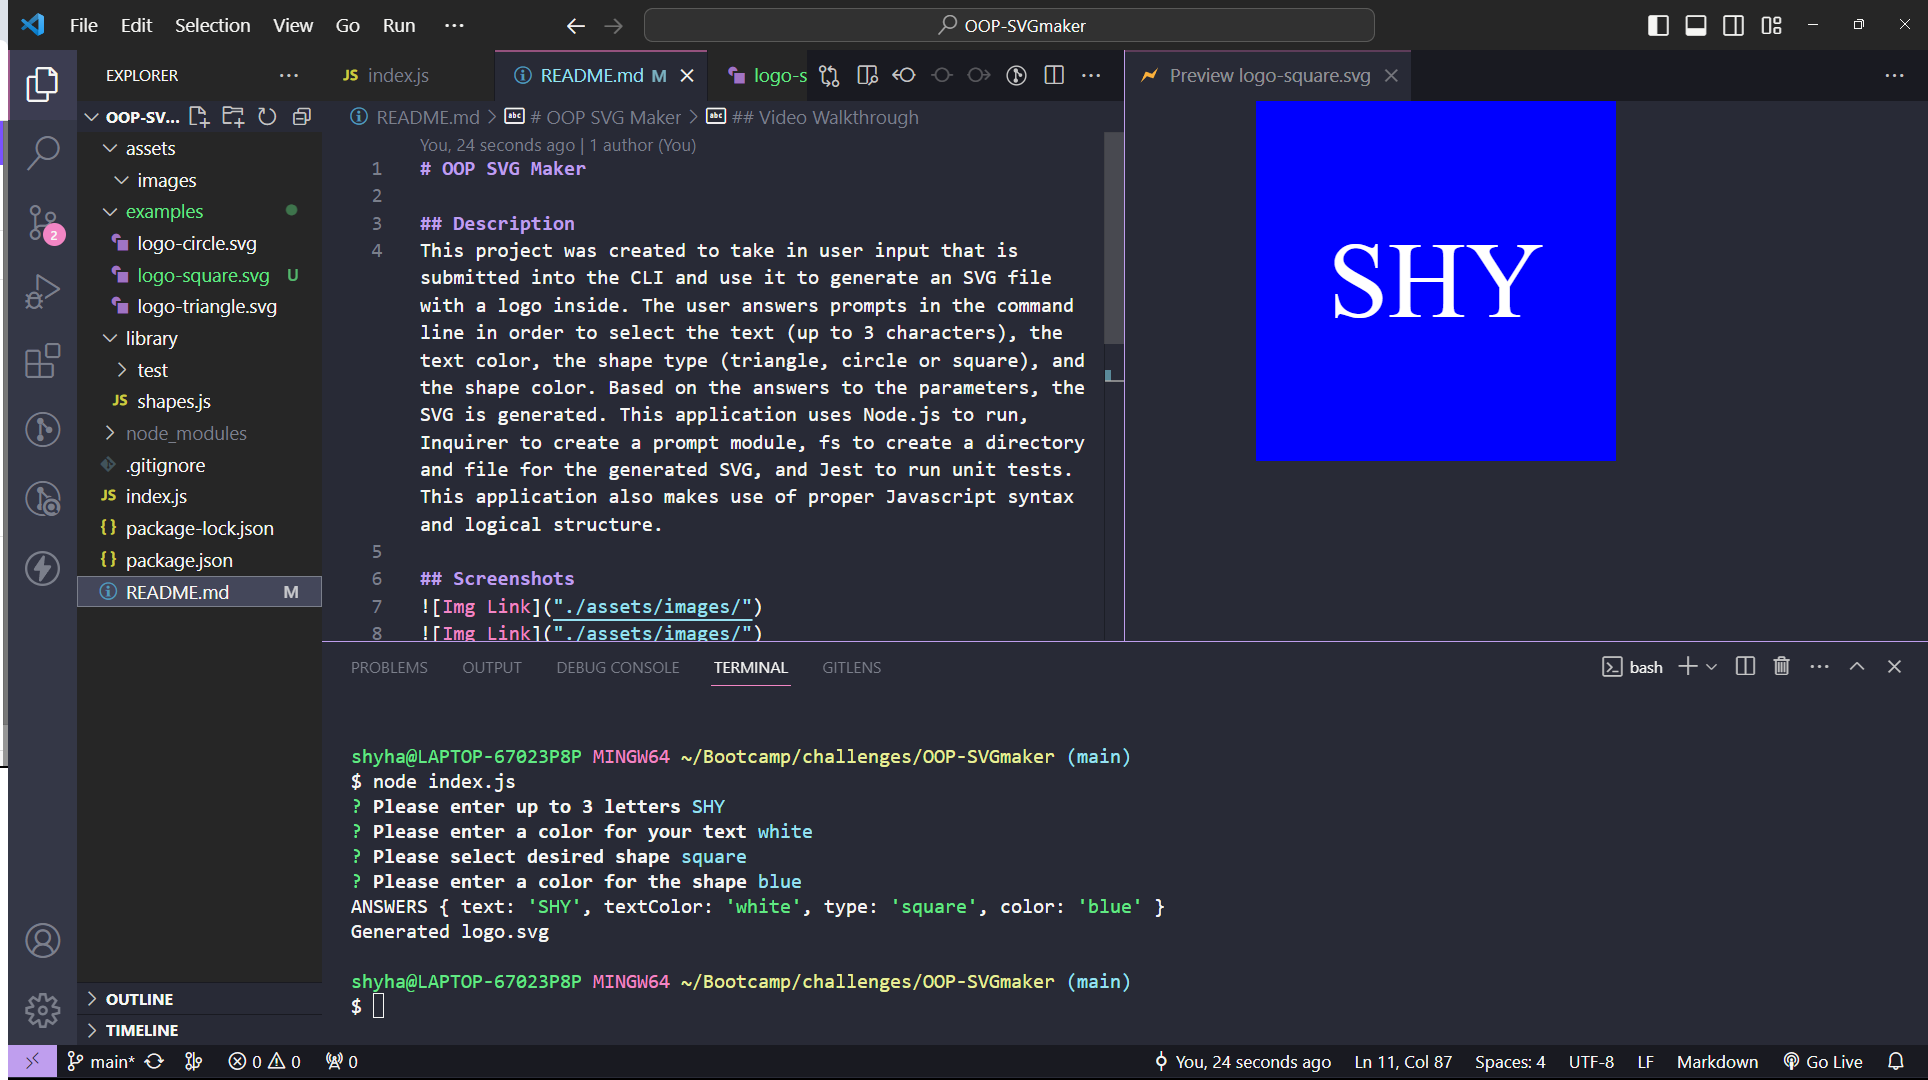 File Edit Selection View Go Run ···
OOP-SVGmaker
EXPLORER
OOP-SV...
assets
images
examples
logo-circle.svg
logo-square.svg U
logo-triangle.svg
library
test
JS shapes.js
node_modules
.gitignore
JS index.js
{} package-lock.json
{} package.json
README.md M
OUTLINE
TIMELINE
2
JS index.js
README.md M
logo-s
README.md > # OOP SVG Maker > ## Video Walkthrough
You, 24 seconds ago | 1 author (You)
1 # OOP SVG Maker
2
3 ## Description
4 This project was created to take in user input that is
submitted into the CLI and use it to generate an SVG file
with a logo inside. The user answers prompts in the command
line in order to select the text (up to 3 characters), the
text color, the shape type (triangle, circle or square), and
the shape color. Based on the answers to the parameters, the
SVG is generated. This application uses Node.js to run,
Inquirer to create a prompt module, fs to create a directory
and file for the generated SVG, and Jest to run unit tests.
This application also makes use of proper Javascript syntax
and logical structure.
5
6 ## Screenshots
7 ![Img Link]("./assets/images/")
8 ![Img Link]("./assets/images/")
Preview logo-square.svg
SHY
PROBLEMS OUTPUT DEBUG CONSOLE TERMINAL GITLENS
bash
shyha@LAPTOP-67023P8P MINGW64 ~/Bootcamp/challenges/OOP-SVGmaker (main)
$ node index.js
? Please enter up to 3 letters SHY
? Please enter a color for your text white
? Please select desired shape square
? Please enter a color for the shape blue
ANSWERS { text: 'SHY', textColor: 'white', type: 'square', color: 'blue' }
Generated logo.svg
shyha@LAPTOP-67023P8P MINGW64 ~/Bootcamp/challenges/OOP-SVGmaker (main)
$
main* 0 0 0
You, 24 seconds ago Ln 11, Col 87 Spaces: 4 UTF-8 LF Markdown Go Live